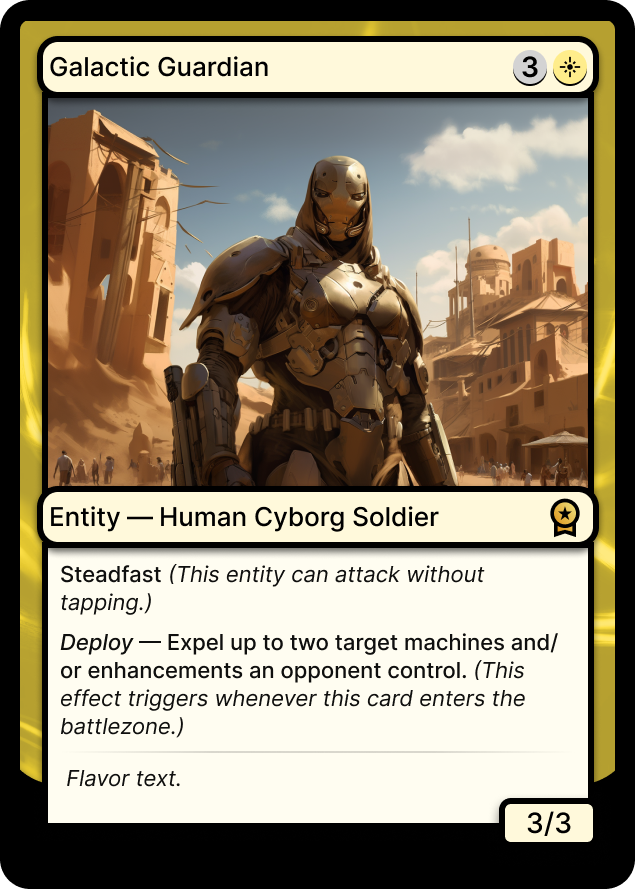 Galactic Guardian 3
Entity — Human Cyborg Soldier
Steadfast (This entity can attack without
tapping.)
Deploy — Expel up to two target machines and/
or enhancements an opponent control. (This
effect triggers whenever this card enters the
battlezone.)
Flavor text.
3/3